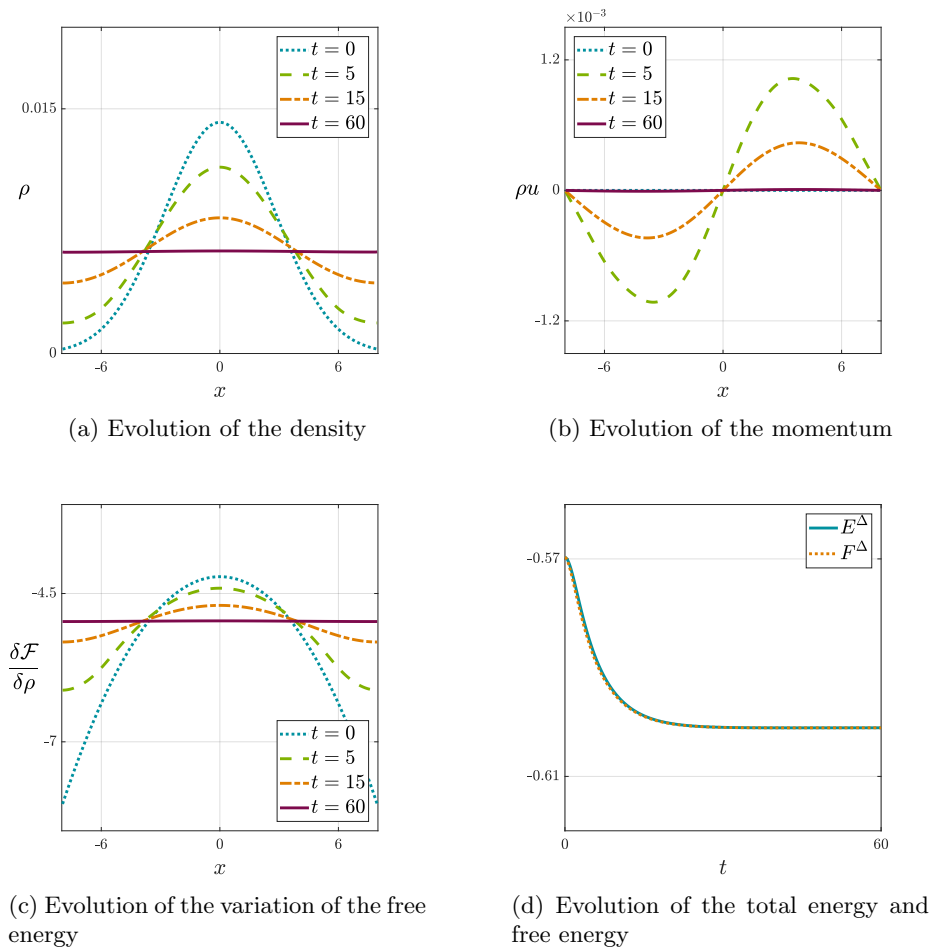 0.015
0
ρ
-6
0
6
x
t = 0
t = 5
t = 15
t = 60
(a) Evolution of the density
×10⁻³
1.2
0
-1.2
ρu
-6
0
6
x
t = 0
t = 5
t = 15
t = 60
(b) Evolution of the momentum
-4.5
-7
δℱ
δρ
-6
0
6
x
t = 0
t = 5
t = 15
t = 60
(c) Evolution of the variation of the free
energy
-0.57
-0.61
0
60
t
E^Δ
F^Δ
(d) Evolution of the total energy and
free energy